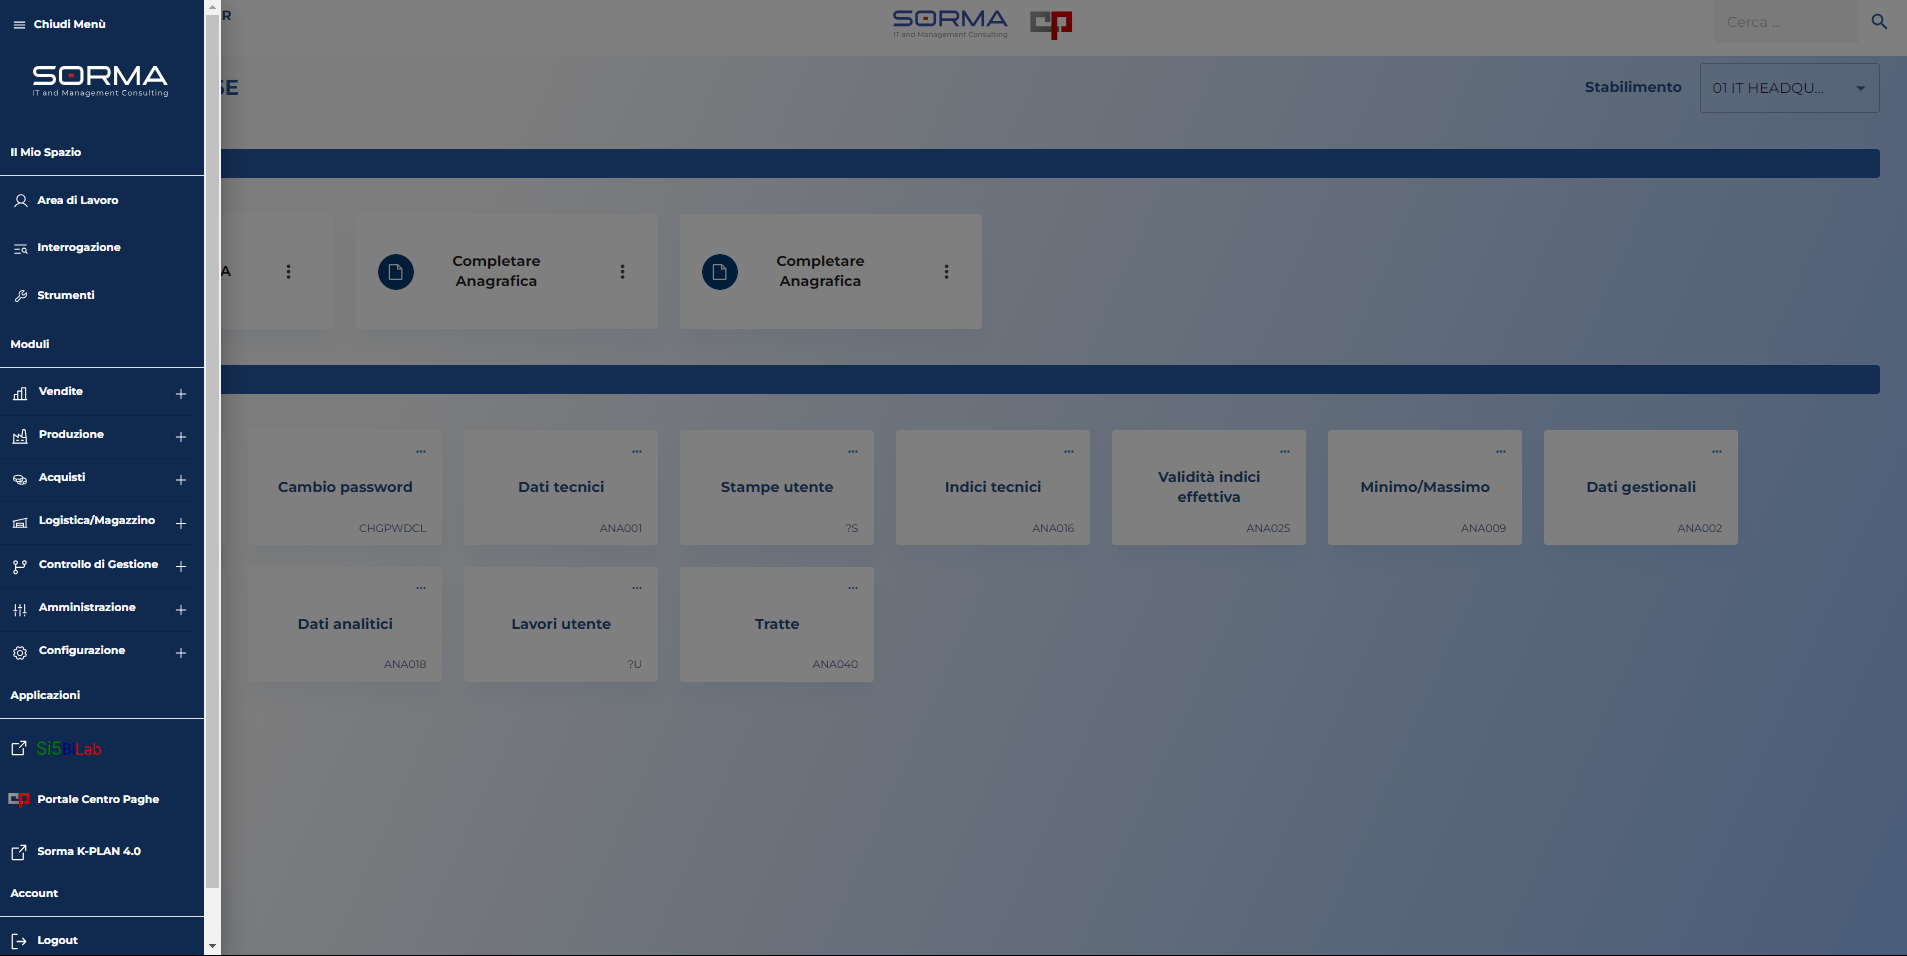 Chiudi Menù
SORMA
IT and Management Consulting
Il Mio Spazio
Area di Lavoro
Interrogazione
Strumenti
Moduli
Vendite
Produzione
Acquisti
Logistica/Magazzino
Controllo di Gestione
Amministrazione
Configurazione
Applicazioni
Si5BILab
Portale Centro Paghe
Sorma K-PLAN 4.0
Account
Logout
R
SORMA
IT and Management Consulting
cp
Cerca ...
SE
Stabilimento
01 IT HEADQU...
A
Completare
Anagrafica
Completare
Anagrafica
Cambio password
CHGPWDCL
Dati tecnici
ANA001
Stampe utente
?S
Indici tecnici
ANA016
Validità indici
effettiva
ANA025
Minimo/Massimo
ANA009
Dati gestionali
ANA002
Dati analitici
ANA018
Lavori utente
?U
Tratte
ANA040